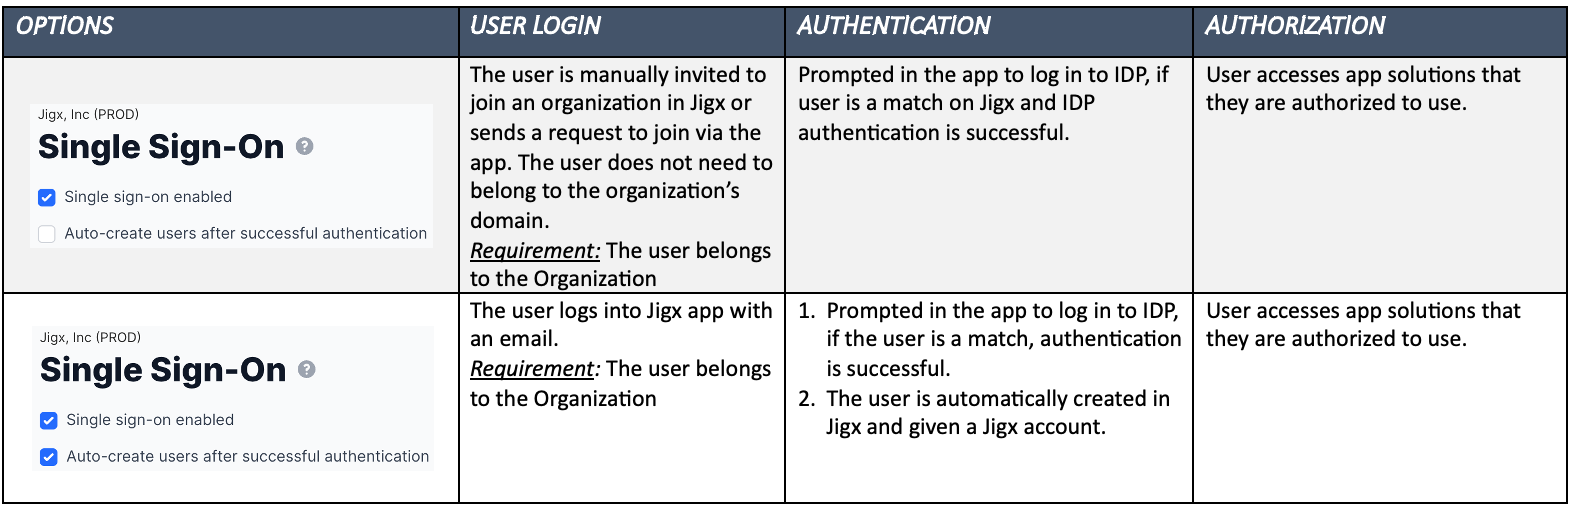 OPTIONS
USER LOGIN
AUTHENTICATION
AUTHORIZATION
Jigx, Inc (PROD)
Single Sign-On ?
Single sign-on enabled
Auto-create users after successful authentication
The user is manually invited to
join an organization in Jigx or
sends a request to join via the
app. The user does not need to
belong to the organization’s
domain.
Requirement: The user belongs
to the Organization
Prompted in the app to log in to IDP, if
user is a match on Jigx and IDP
authentication is successful.
User accesses app solutions that
they are authorized to use.
Jigx, Inc (PROD)
Single Sign-On ?
Single sign-on enabled
Auto-create users after successful authentication
The user logs into Jigx app with
an email.
Requirement: The user belongs
to the Organization
1. Prompted in the app to log in to IDP,
if the user is a match, authentication
is successful.
2. The user is automatically created in
Jigx and given a Jigx account.
User accesses app solutions that
they are authorized to use.